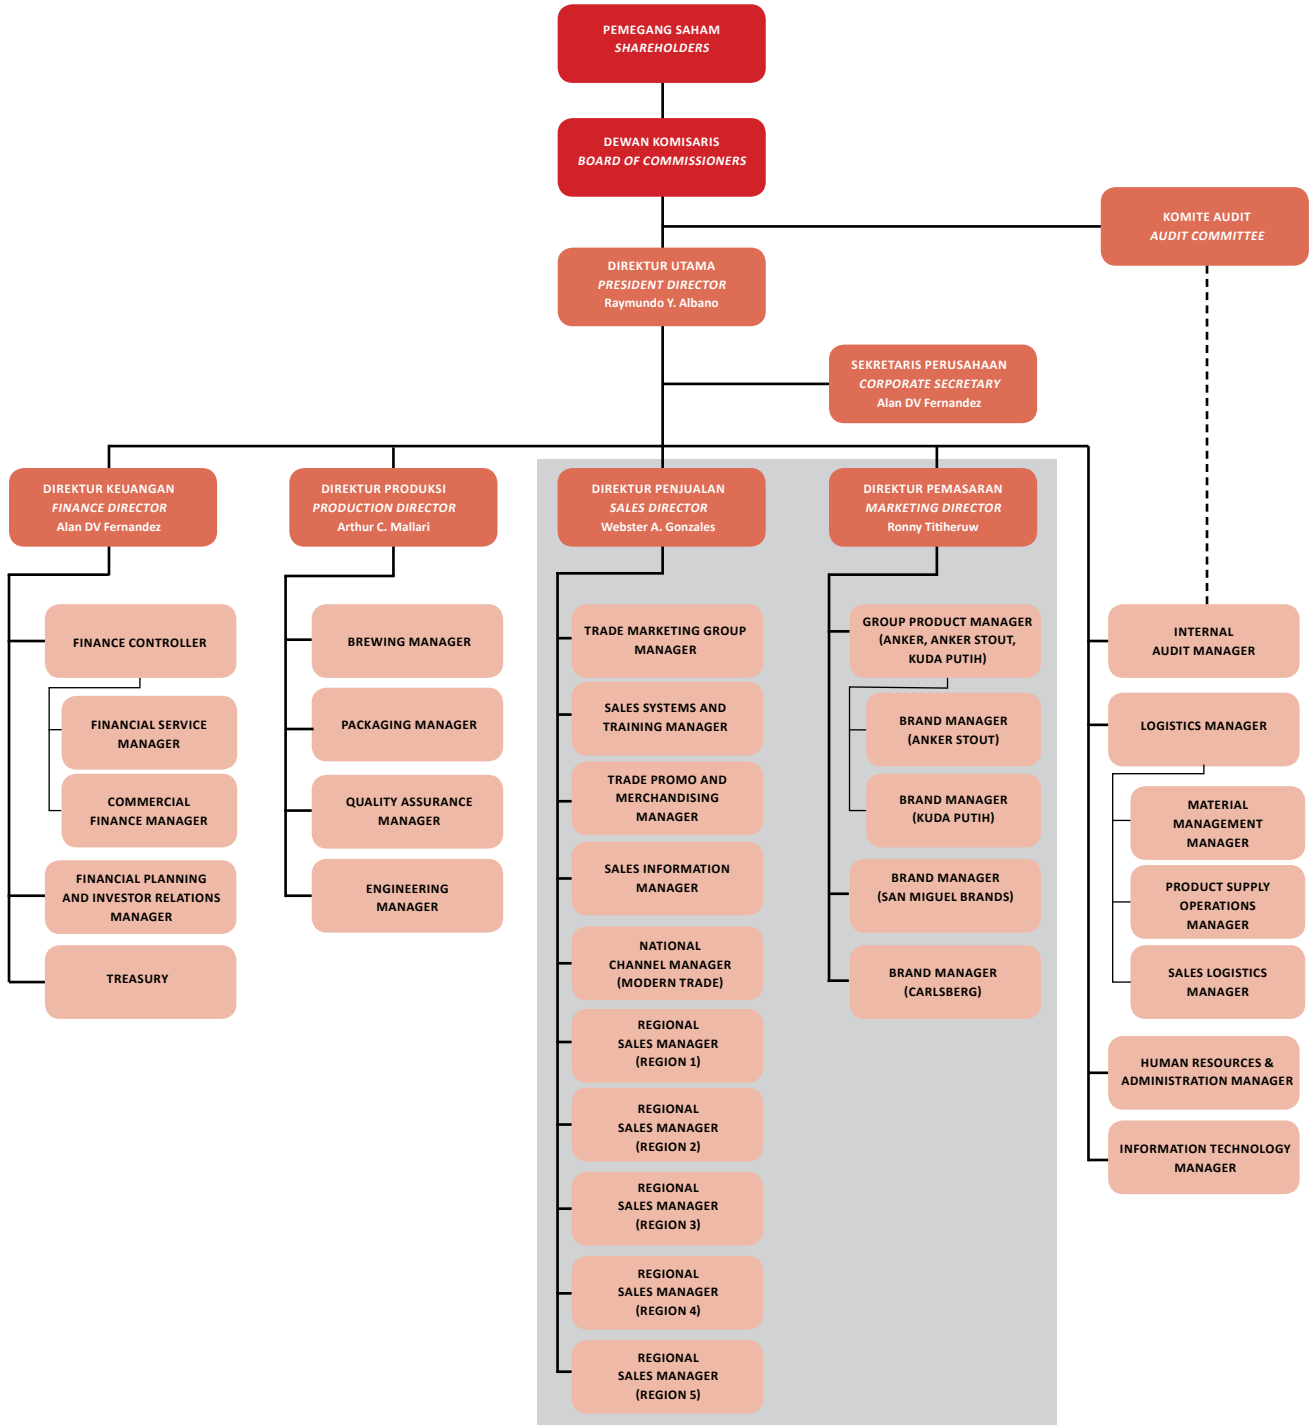 PEMEGANG SAHAM
SHAREHOLDERS
DEWAN KOMISARIS
BOARD OF COMMISSIONERS
KOMITE AUDIT
AUDIT COMMITTEE
DIREKTUR UTAMA
PRESIDENT DIRECTOR
Raymundo Y. Albano
SEKRETARIS PERUSAHAAN
CORPORATE SECRETARY
Alan DV Fernandez
DIREKTUR KEUANGAN
FINANCE DIRECTOR
Alan DV Fernandez
DIREKTUR PRODUKSI
PRODUCTION DIRECTOR
Arthur C. Mallari
DIREKTUR PENJUALAN
SALES DIRECTOR
Webster A. Gonzales
DIREKTUR PEMASARAN
MARKETING DIRECTOR
Ronny Titiheruw
FINANCE CONTROLLER
FINANCIAL SERVICE
MANAGER
COMMERCIAL
FINANCE MANAGER
FINANCIAL PLANNING
AND INVESTOR RELATIONS
MANAGER
TREASURY
BREWING MANAGER
PACKAGING MANAGER
QUALITY ASSURANCE
MANAGER
ENGINEERING
MANAGER
TRADE MARKETING GROUP
MANAGER
SALES SYSTEMS AND
TRAINING MANAGER
TRADE PROMO AND
MERCHANDISING
MANAGER
SALES INFORMATION
MANAGER
NATIONAL
CHANNEL MANAGER
(MODERN TRADE)
REGIONAL
SALES MANAGER
(REGION 1)
REGIONAL
SALES MANAGER
(REGION 2)
REGIONAL
SALES MANAGER
(REGION 3)
REGIONAL
SALES MANAGER
(REGION 4)
REGIONAL
SALES MANAGER
(REGION 5)
GROUP PRODUCT MANAGER
(ANKER, ANKER STOUT,
KUDA PUTIH)
BRAND MANAGER
(ANKER STOUT)
BRAND MANAGER
(KUDA PUTIH)
BRAND MANAGER
(SAN MIGUEL BRANDS)
BRAND MANAGER
(CARLSBERG)
INTERNAL
AUDIT MANAGER
LOGISTICS MANAGER
MATERIAL
MANAGEMENT
MANAGER
PRODUCT SUPPLY
OPERATIONS
MANAGER
SALES LOGISTICS
MANAGER
HUMAN RESOURCES &
ADMINISTRATION MANAGER
INFORMATION TECHNOLOGY
MANAGER